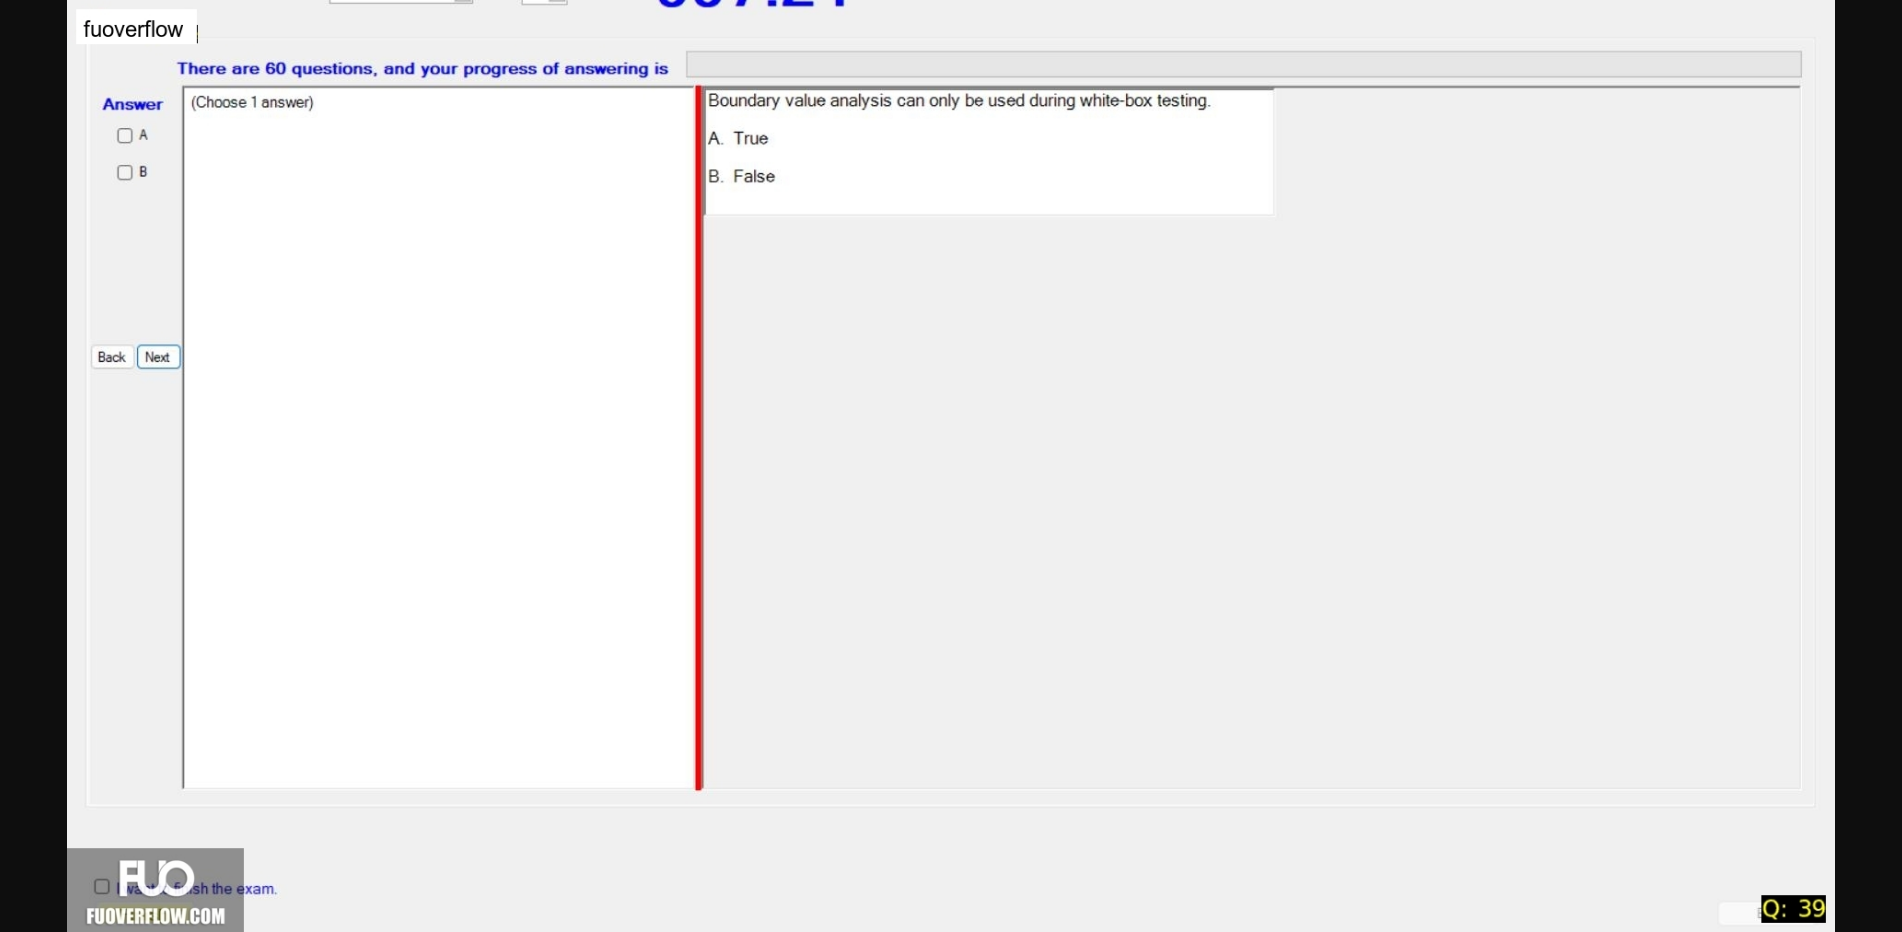 fuoverflow
There are 60 questions, and your progress of answering is
Answer
(Choose 1 answer)
Boundary value analysis can only be used during white-box testing.
A
A. True
B
B. False
Back Next
FUO
sh the exam.
FUOVERFLOW.COM
Q: 39